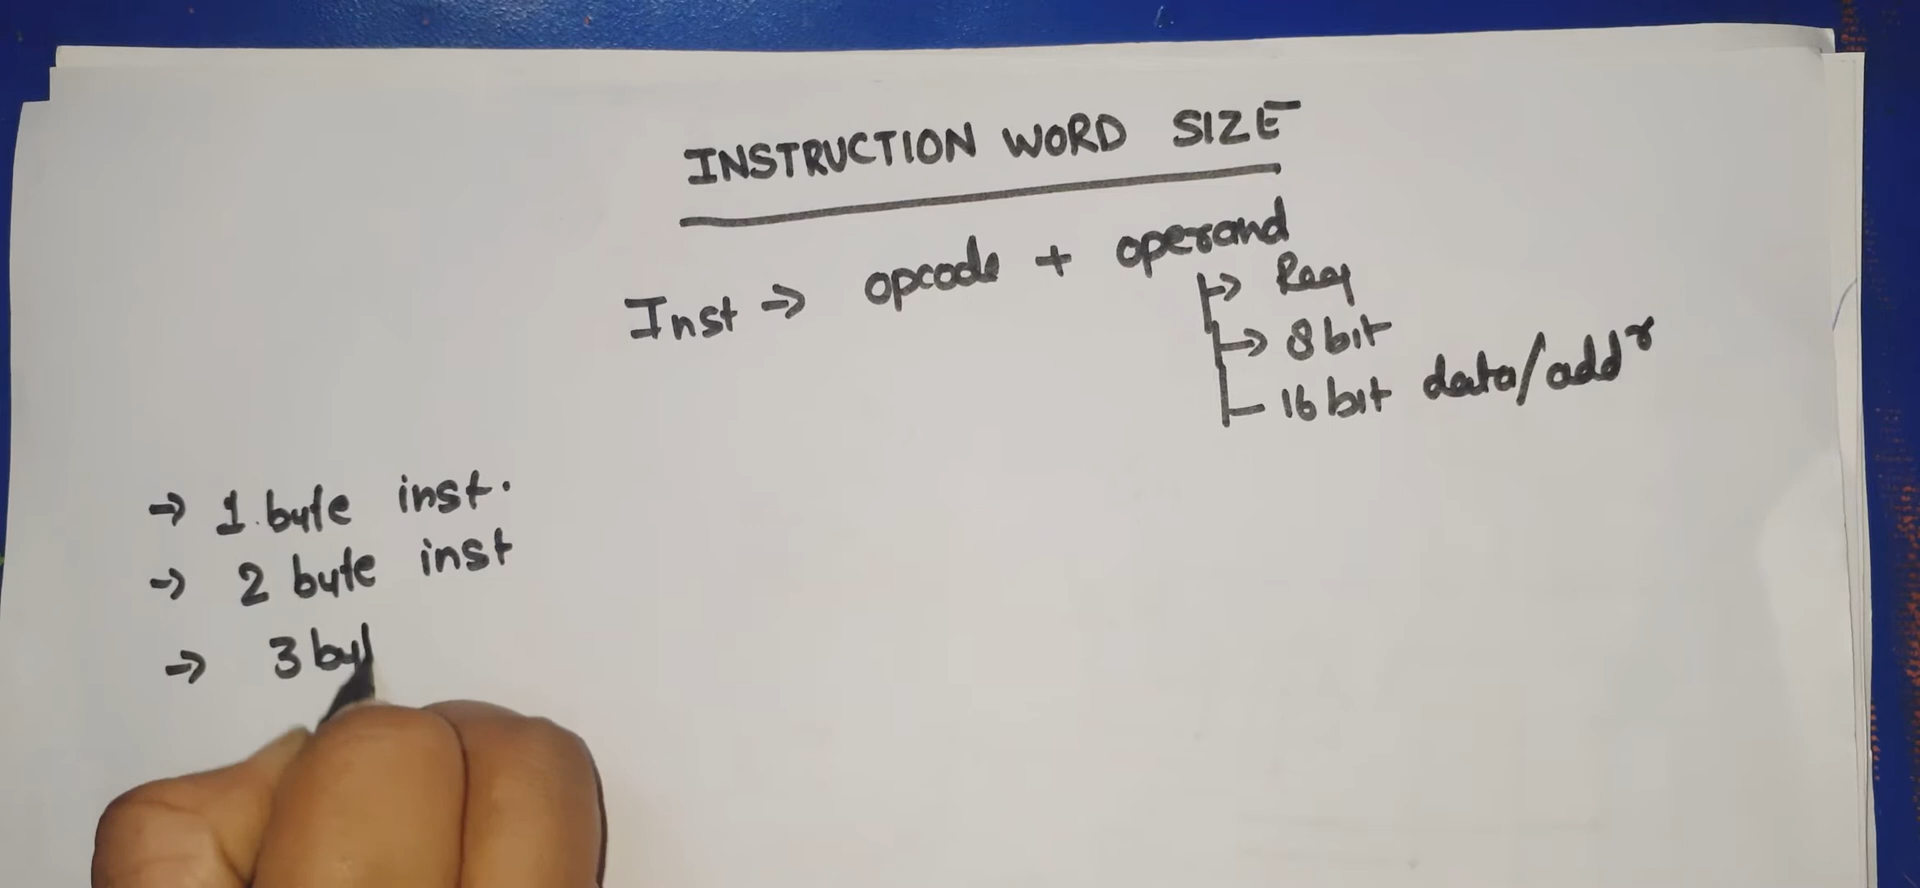 INSTRUCTION WORD SIZE
Inst → opcode + operand
→ Reg
→ 8 bit
16 bit data/addr
→ 1 byte inst.
→ 2 byte inst
→ 3 by